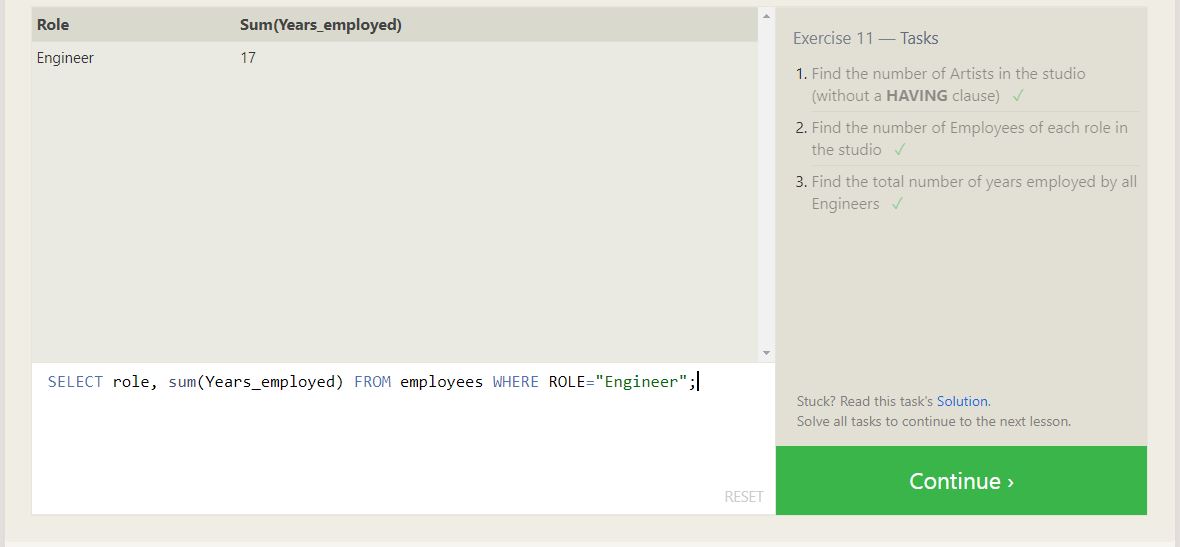 Role Sum(Years_employed)
Engineer 17
SELECT role, sum(Years_employed) FROM employees WHERE ROLE="Engineer";
RESET
Exercise 11 — Tasks
1. Find the number of Artists in the studio
(without a HAVING clause) ✓
2. Find the number of Employees of each role in
the studio ✓
3. Find the total number of years employed by all
Engineers ✓
Stuck? Read this task's Solution.
Solve all tasks to continue to the next lesson.
Continue ›